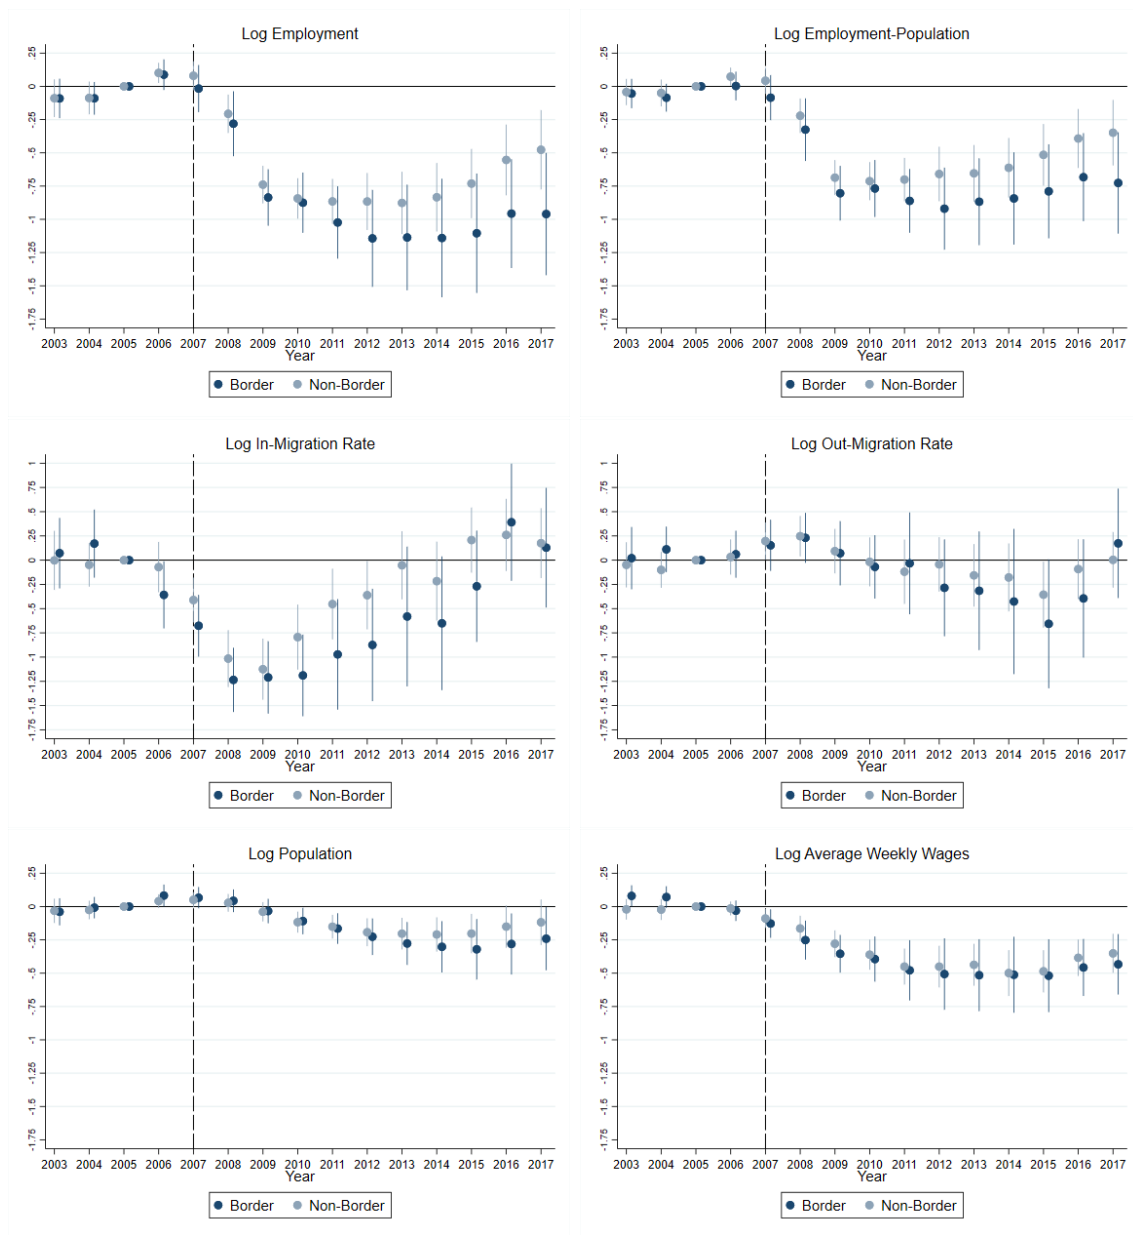 Log Employment
.25
0
-.25
-.5
-.75
-1
-1.25
-1.5
-1.75
2003 2004 2005 2006 2007 2008 2009 2010 2011 2012 2013 2014 2015 2016 2017
Year
Border Non-Border
Log Employment-Population
.25
0
-.25
-.5
-.75
-1
-1.25
-1.5
-1.75
2003 2004 2005 2006 2007 2008 2009 2010 2011 2012 2013 2014 2015 2016 2017
Year
Border Non-Border
Log In-Migration Rate
1
.75
.5
.25
0
-.25
-.5
-.75
-1
-1.25
-1.5
-1.75
2003 2004 2005 2006 2007 2008 2009 2010 2011 2012 2013 2014 2015 2016 2017
Year
Border Non-Border
Log Out-Migration Rate
1
.75
.5
.25
0
-.25
-.5
-.75
-1
-1.25
-1.5
-1.75
2003 2004 2005 2006 2007 2008 2009 2010 2011 2012 2013 2014 2015 2016 2017
Year
Border Non-Border
Log Population
.25
0
-.25
-.5
-.75
-1
-1.25
-1.5
-1.75
2003 2004 2005 2006 2007 2008 2009 2010 2011 2012 2013 2014 2015 2016 2017
Year
Border Non-Border
Log Average Weekly Wages
.25
0
-.25
-.5
-.75
-1
-1.25
-1.5
-1.75
2003 2004 2005 2006 2007 2008 2009 2010 2011 2012 2013 2014 2015 2016 2017
Year
Border Non-Border